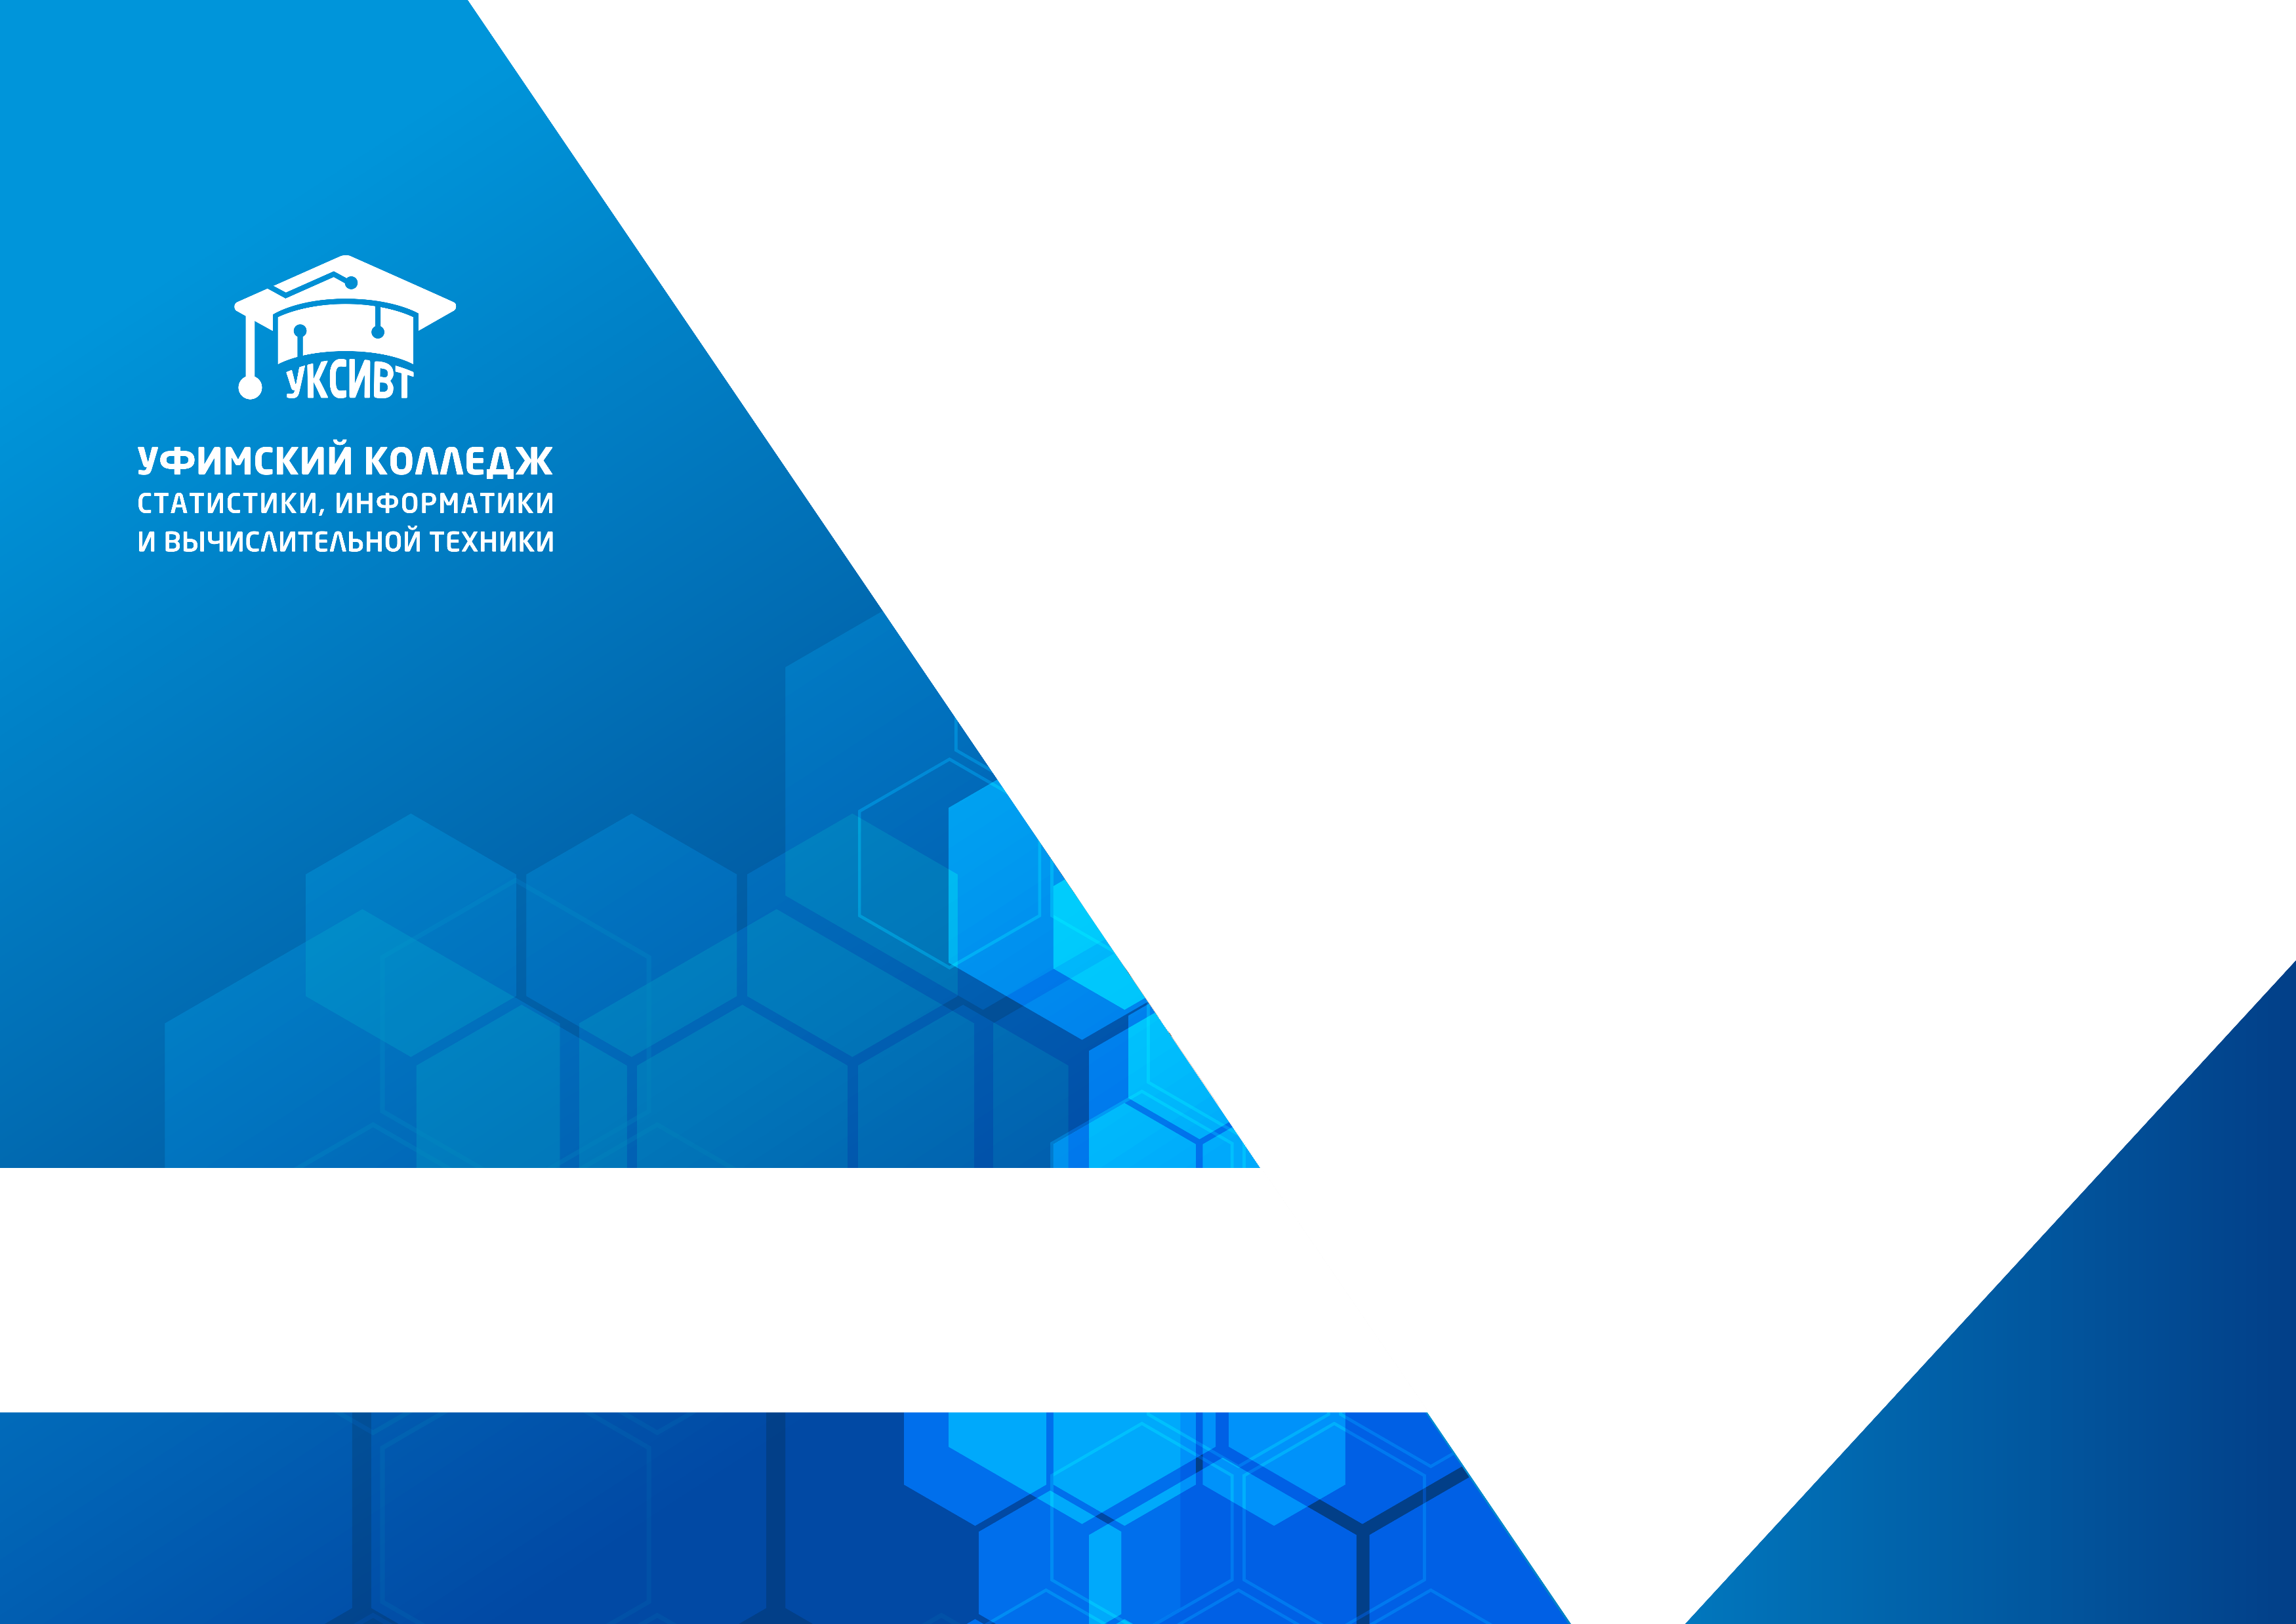 УКСИВТ
УФИМСКИЙ КОЛЛЕДЖ
СТАТИСТИКИ, ИНФОРМАТИКИ
И ВЫЧИСЛИТЕЛЬНОЙ ТЕХНИКИ